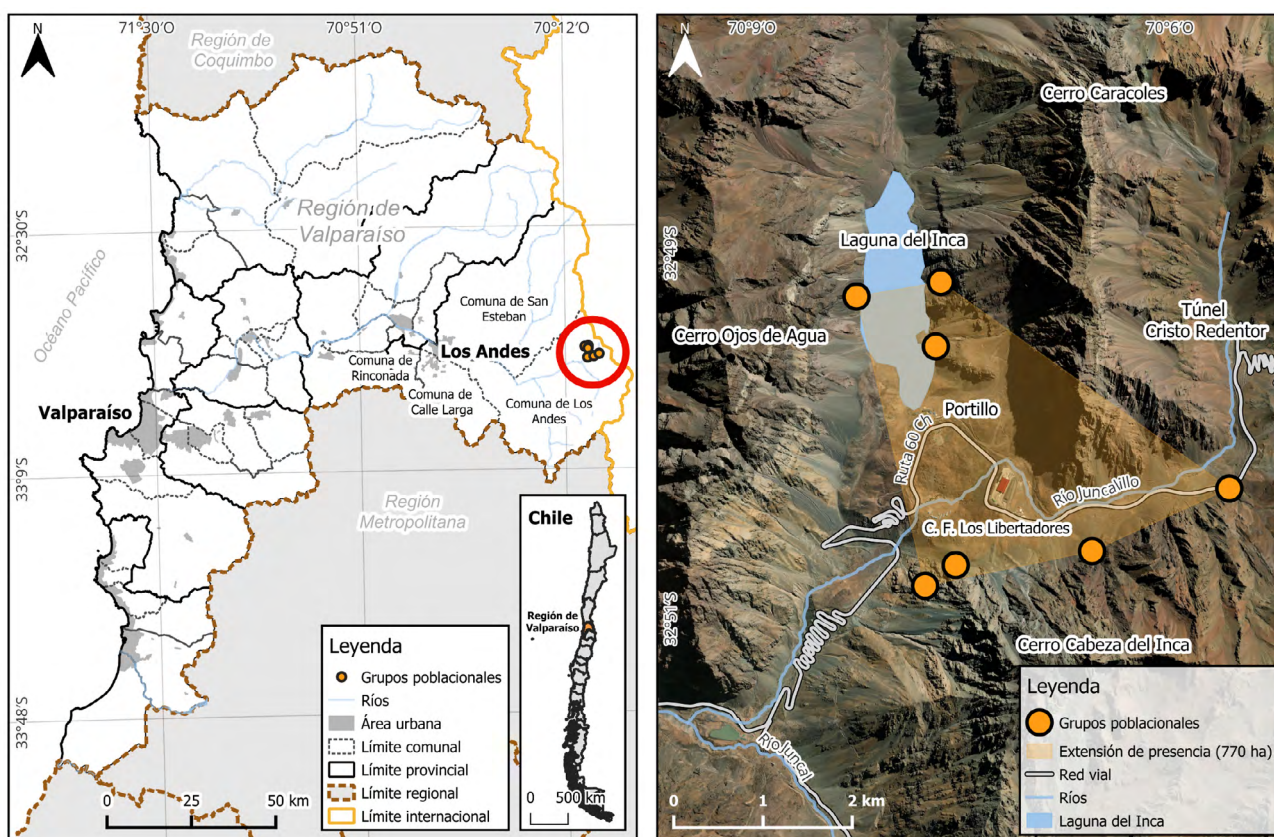 71°30'O
70°51'O
70°12'O
N
Región de
Coquimbo
32°30'S
33°9'S
33°48'S
Océano Pacífico
Región de
Valparaíso
Comuna de San
Esteban
Los Andes
Comuna de
Rinconada
Comuna de
Calle Larga
Comuna de Los
Andes
Valparaíso
Región
Metropolitana
Leyenda
Grupos poblacionales
Ríos
Área urbana
Límite comunal
Límite provincial
Límite regional
Límite internacional
0 25 50 km
Chile
Región de
Valparaíso
0 500 km
70°9'O
70°6'O
N
32°49'S
32°51'S
Cerro Caracoles
Laguna del Inca
Cerro Ojos de Agua
Túnel
Cristo Redentor
Portillo
Ruta 60 Ch
Río Juncalillo
C. F. Los Libertadores
Cerro Cabeza del Inca
Río Juncal
0 1 2 km
Leyenda
Grupos poblacionales
Extensión de presencia (770 ha)
Red vial
Ríos
Laguna del Inca